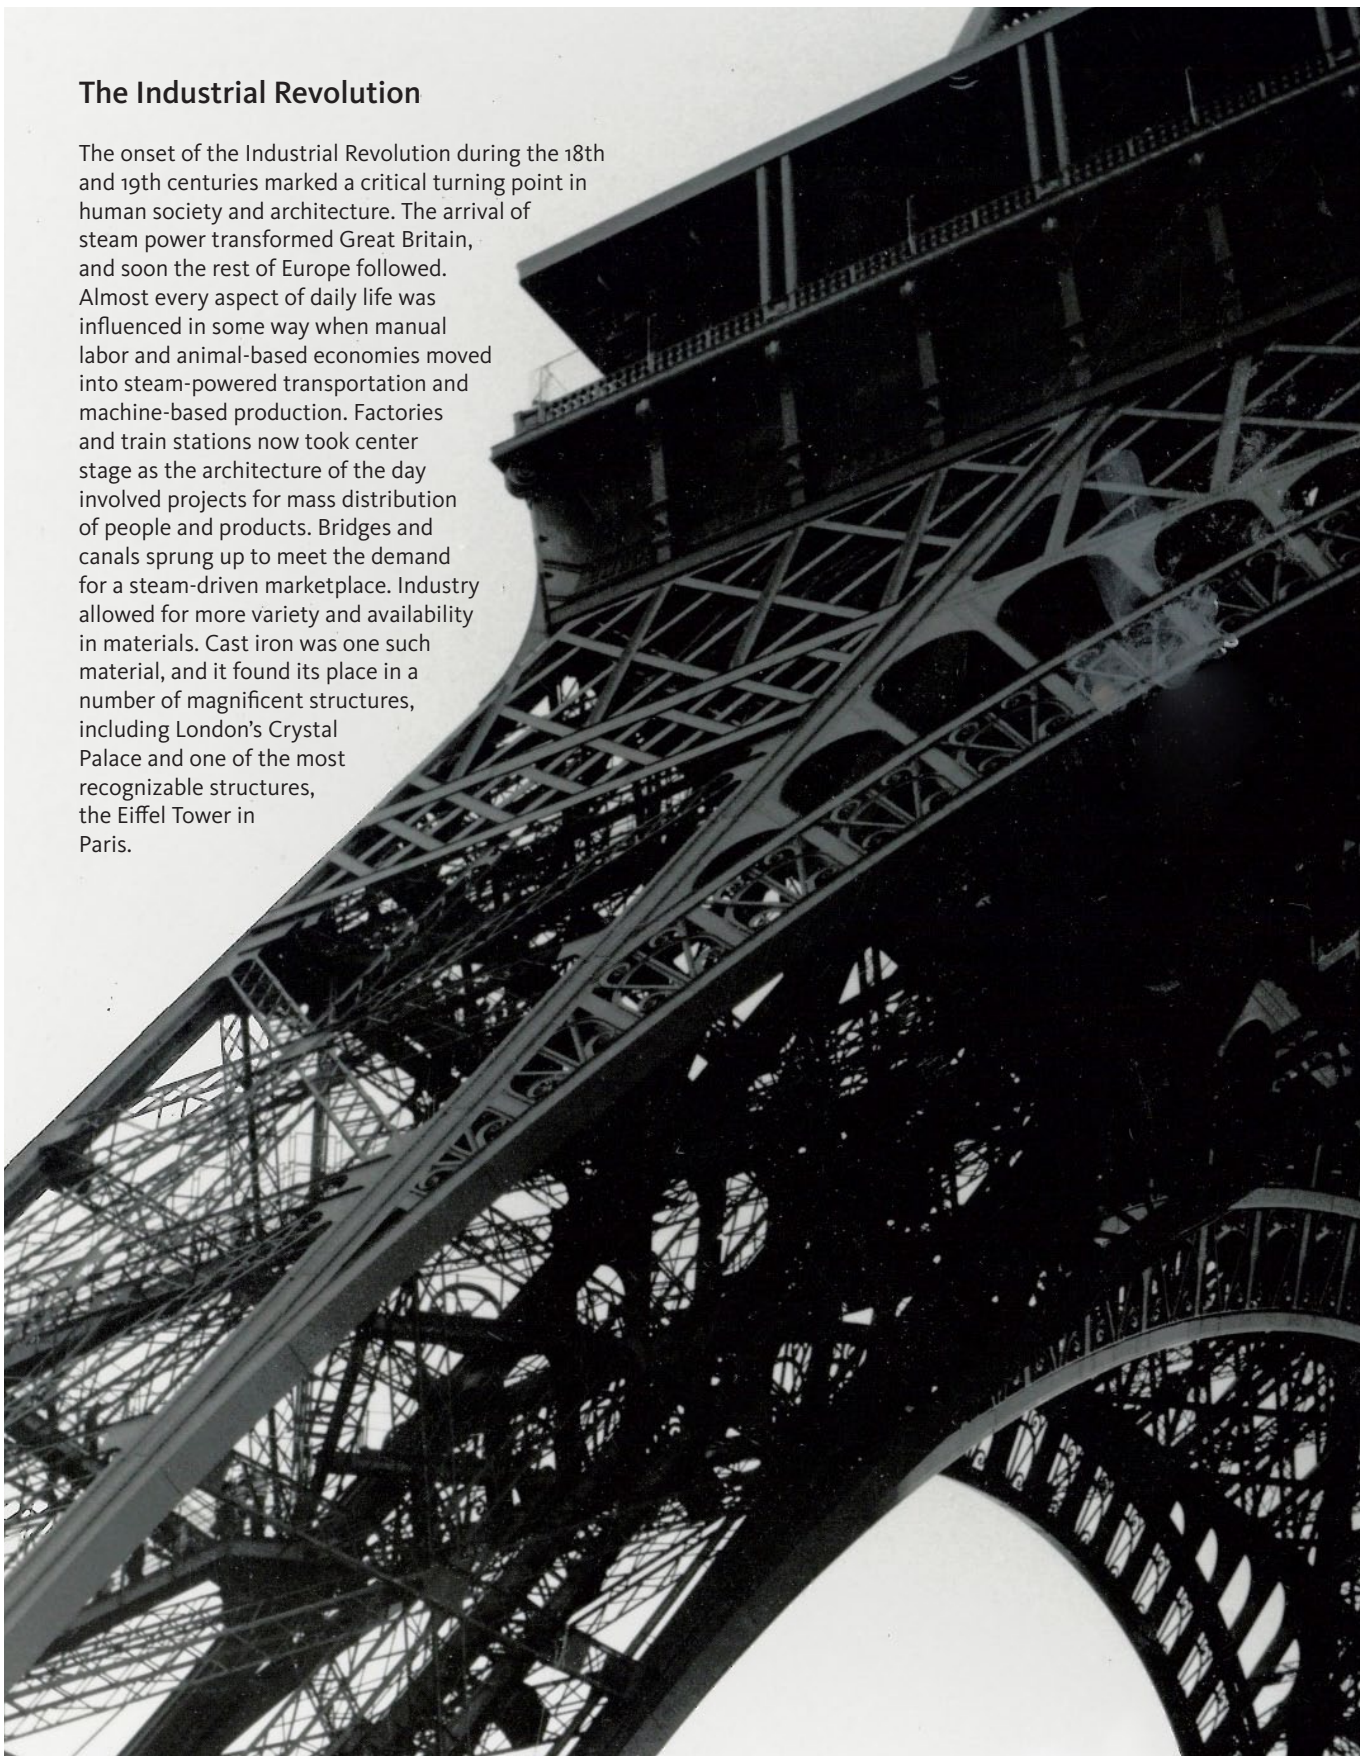 The Industrial Revolution
The onset of the Industrial Revolution during the 18th
and 19th centuries marked a critical turning point in
human society and architecture. The arrival of
steam power transformed Great Britain,
and soon the rest of Europe followed.
Almost every aspect of daily life was
influenced in some way when manual
labor and animal-based economies moved
into steam-powered transportation and
machine-based production. Factories
and train stations now took center
stage as the architecture of the day
involved projects for mass distribution
of people and products. Bridges and
canals sprung up to meet the demand
for a steam-driven marketplace. Industry
allowed for more variety and availability
in materials. Cast iron was one such
material, and it found its place in a
number of magnificent structures,
including London’s Crystal
Palace and one of the most
recognizable structures,
the Eiffel Tower in
Paris.